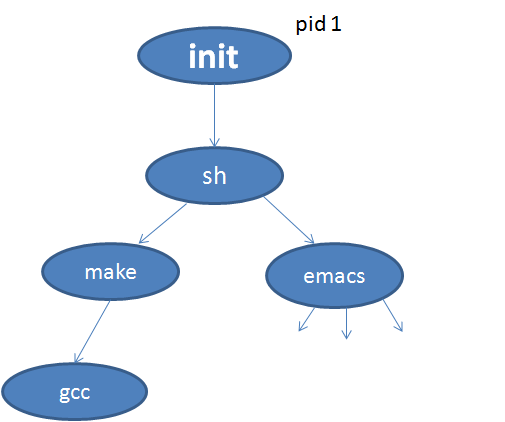 pid 1
init
sh
make
emacs
gcc